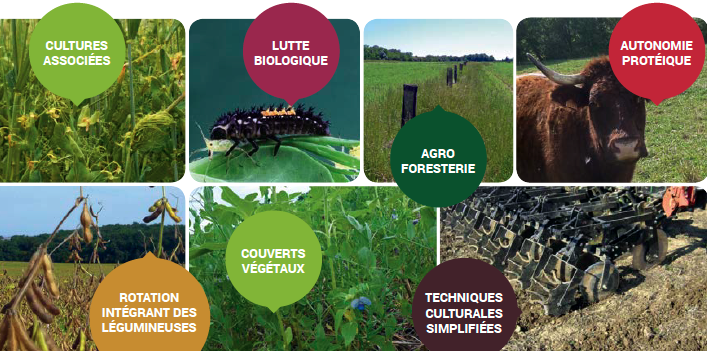 CULTURES
ASSOCIÉES
LUTTE
BIOLOGIQUE
AGRO
FORESTERIE
AUTONOMIE
PROTÉIQUE
ROTATION
INTÉGRANT DES
LÉGUMINEUSES
COUVERTS
VÉGÉTAUX
TECHNIQUES
CULTURALES
SIMPLIFIÉES